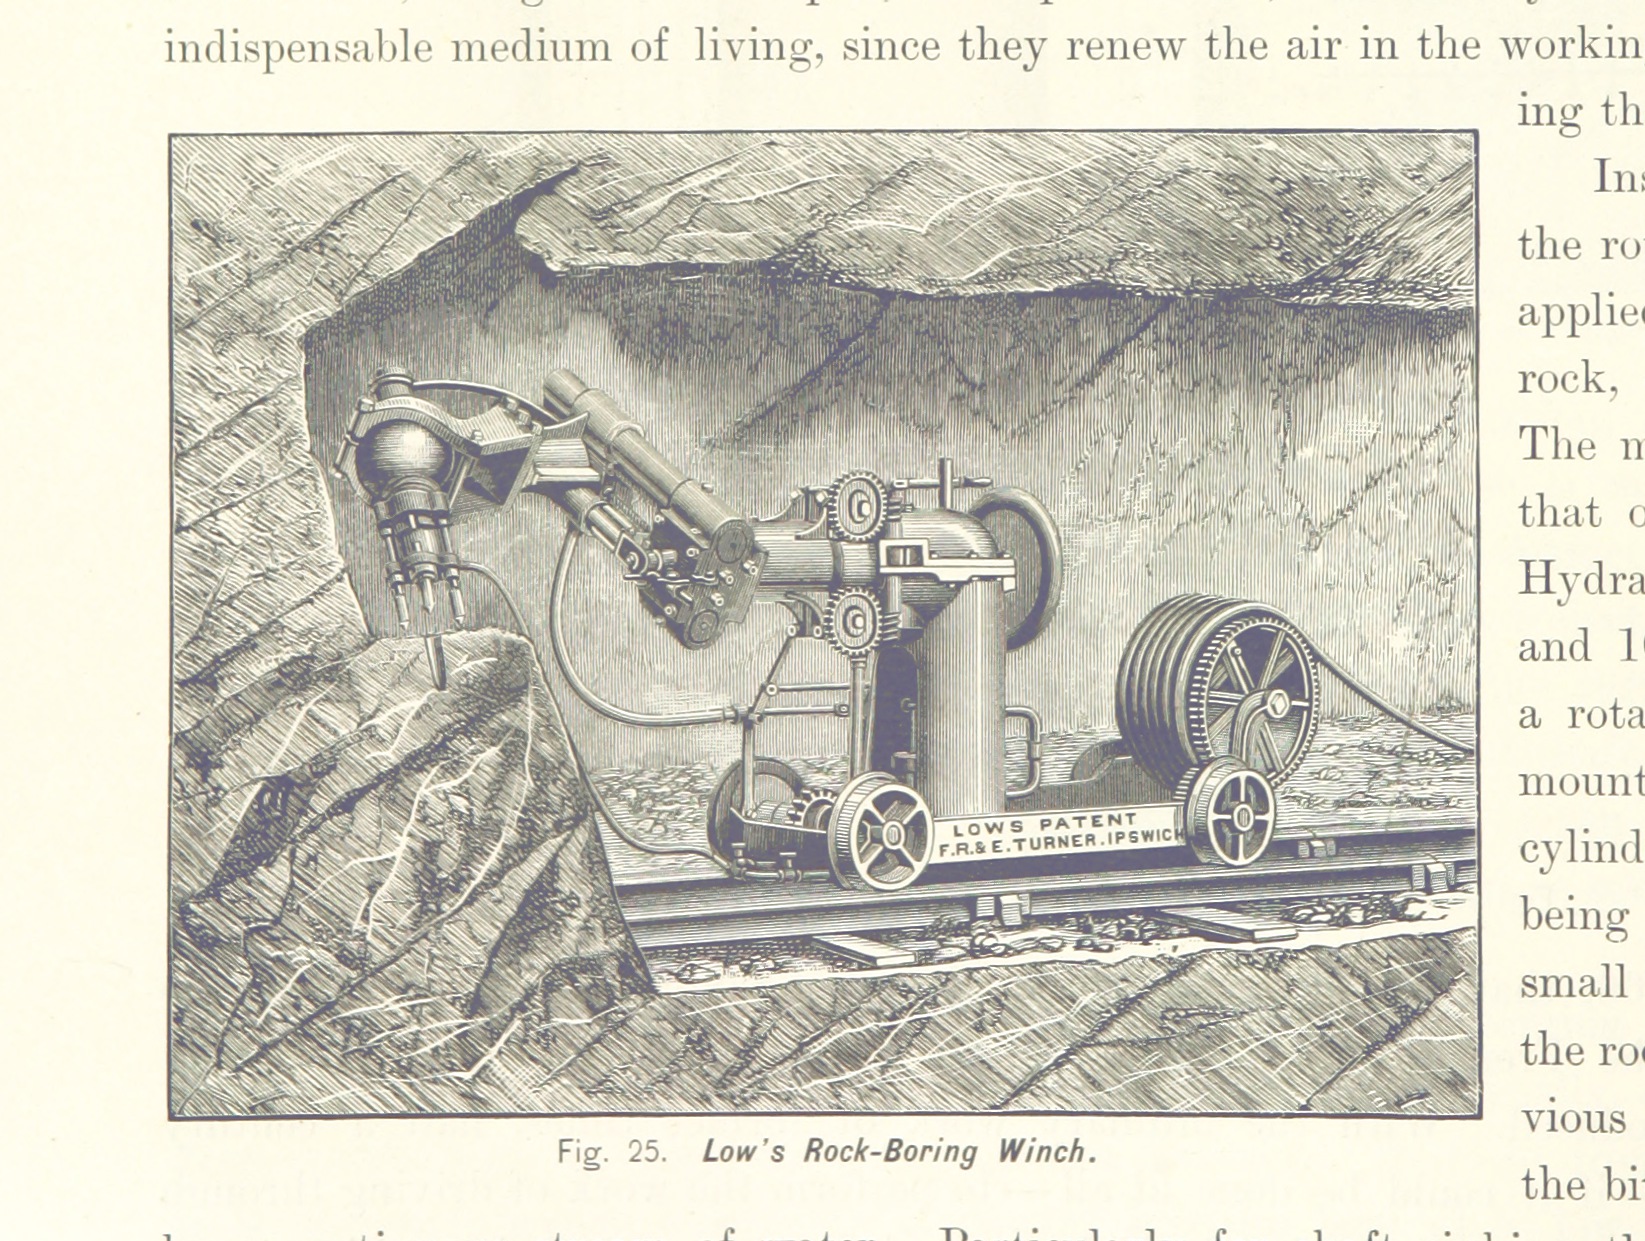 indispensable medium of living, since they renew the air in the workin
ing th
Ins
the ro
applied
rock,
The m
that o
Hydra
and 1
a rota
mount
cylind
being
small
the ro
vious
the bi
LOWS PATENT
F.R.& E.TURNER.IPSWICH
Fig. 25. Low's Rock-Boring Winch.